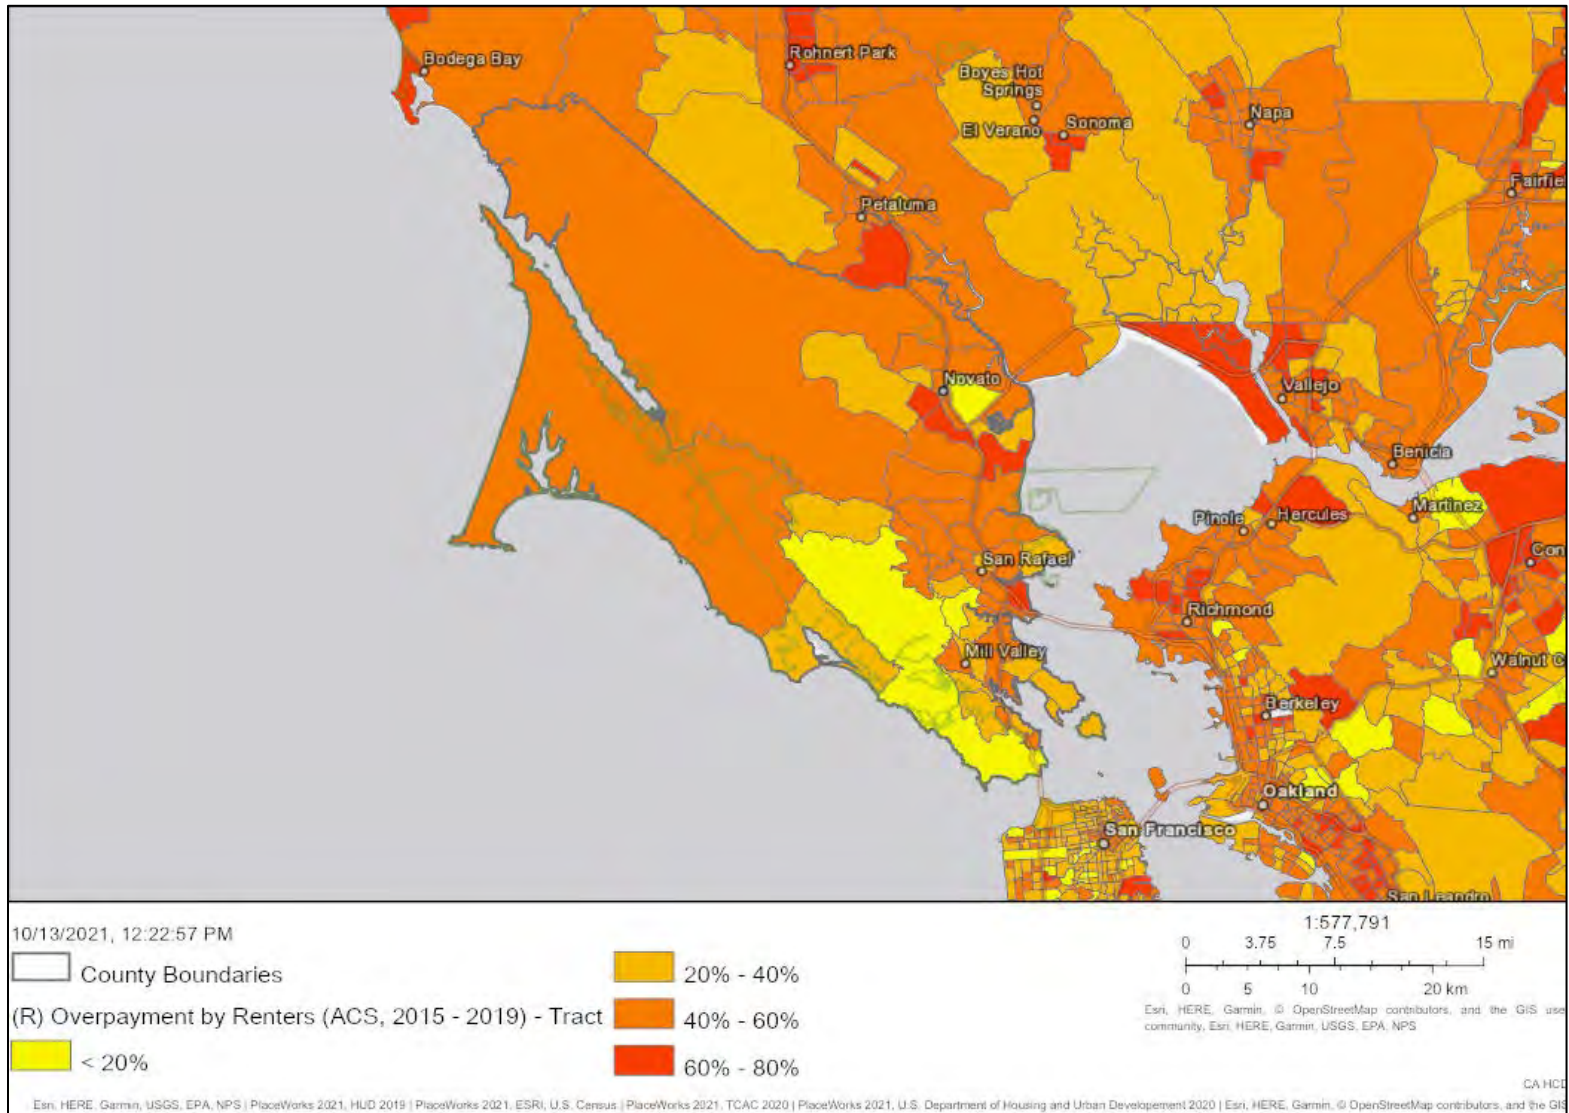 Bodega Bay
Rohnert Park
Boyes Hot
Springs
El Verano
Sonoma
Napa
Fairfie
Petaluma
Novato
Vallejo
Benicia
Martinez
Pinole
Hercules
Con
San Rafael
Richmond
Mill Valley
Walnut C
Berkeley
Oakland
San Francisco
San Leandro
10/13/2021, 12:22:57 PM
County Boundaries
(R) Overpayment by Renters (ACS, 2015 - 2019) - Tract
< 20%
20% - 40%
40% - 60%
60% - 80%
1:577,791
0 3.75 7.5 15 mi
0 5 10 20 km
Esri, HERE, Garmin, © OpenStreetMap contributors, and the GIS use
community, Esri, HERE, Garmin, USGS, EPA, NPS
CA HCD
Esri, HERE, Garmin, USGS, EPA, NPS | PlaceWorks 2021, HUD 2019 | PlaceWorks 2021, ESRI, U.S. Census | PlaceWorks 2021, TCAC 2020 | PlaceWorks 2021, U.S. Department of Housing and Urban Developement 2020 | Esri, HERE, Garmin, © OpenStreetMap contributors, and the GIS